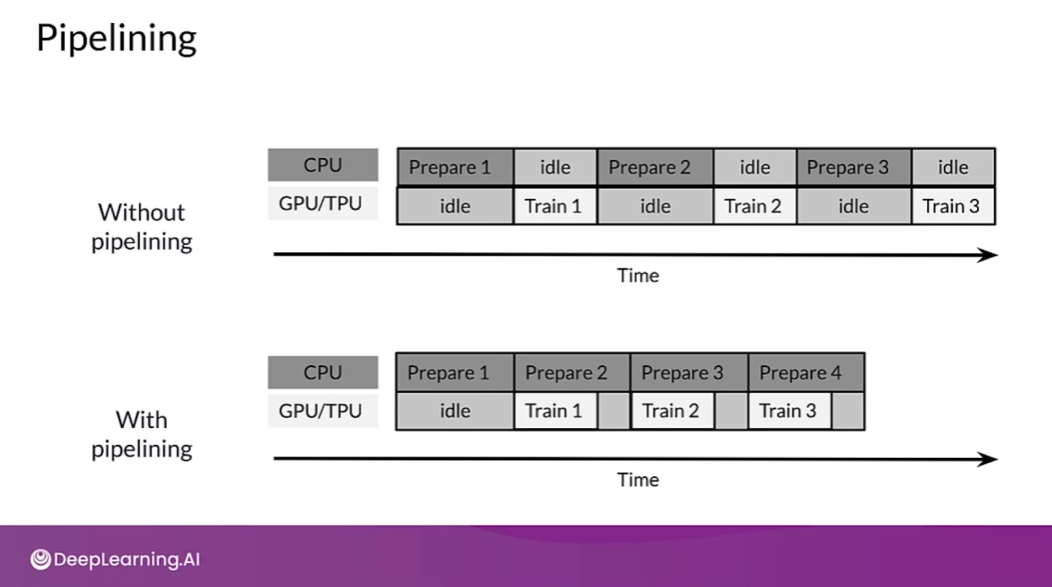 Pipelining
CPU Prepare 1 idle Prepare 2 idle Prepare 3 idle
GPU/TPU idle Train 1 idle Train 2 idle Train 3
Without
pipelining
Time
CPU Prepare 1 Prepare 2 Prepare 3 Prepare 4
GPU/TPU idle Train 1 Train 2 Train 3
With
pipelining
Time
DeepLearning.AI